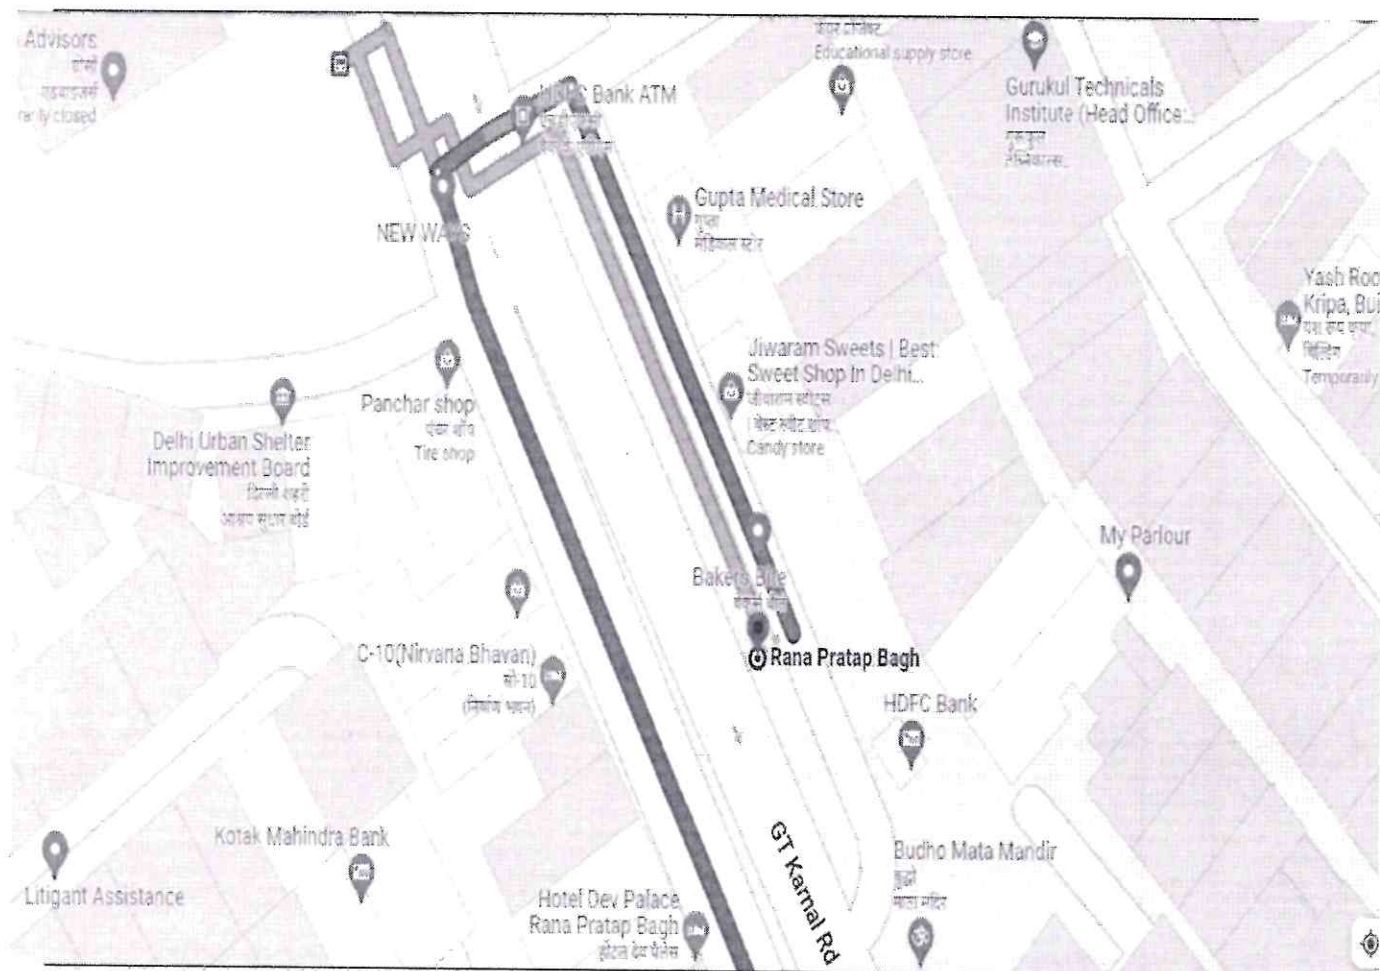 Advisors
closed
Educational supply store
Gurukul Technicals
Institute (Head Office...
गुरुकुल
Bank ATM
Gupta Medical Store
गुप्ता
मेडिकल स्टोर
NEW WAYS
Yash Roo
Kripa, Bui
Temporarily
Jiwaram Sweets | Best
Sweet Shop In Delhi...
जीवाराम स्वीट्स
| बेस्ट स्वीट शॉप
Candy store
Panchar shop
पंचर शॉप
Tire shop
Delhi Urban Shelter
Improvement Board
दिल्ली शहरी
आश्रय सुधार बोर्ड
My Parlour
Bakers Bite
C-10(Nirvana Bhavan)
सी-10
Rana Pratap Bagh
HDFC Bank
Kotak Mahindra Bank
Litigant Assistance
GT Karnal Rd
Budho Mata Mandir
बुद्धो
माता मंदिर
Hotel Dev Palace
Rana Pratap Bagh
होटल देव पैलेस